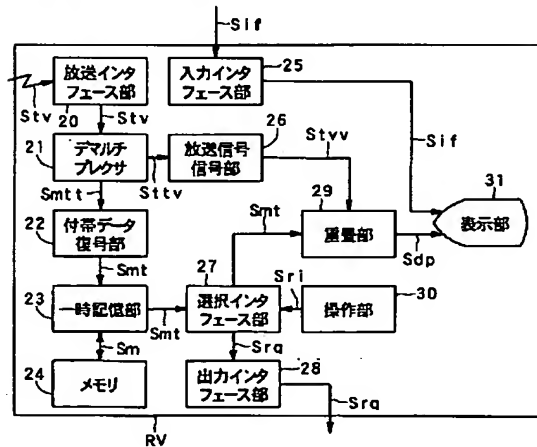 Sif
放送インタ
フェース部
20
Stv
Stv
入力インタ
フェース部
25
Sif
21
デマルチ
プレクサ
Sttv
放送信号
信号部
26
Stvv
Smtt
22
付帯データ
復号部
Smt
29
重畳部
Sdp
31
表示部
Smt
23
一時記憶部
Smt
27
選択インタ
フェース部
Sri
操作部
30
Sm
24
メモリ
Srq
出力インタ
フェース部
28
Srq
RV